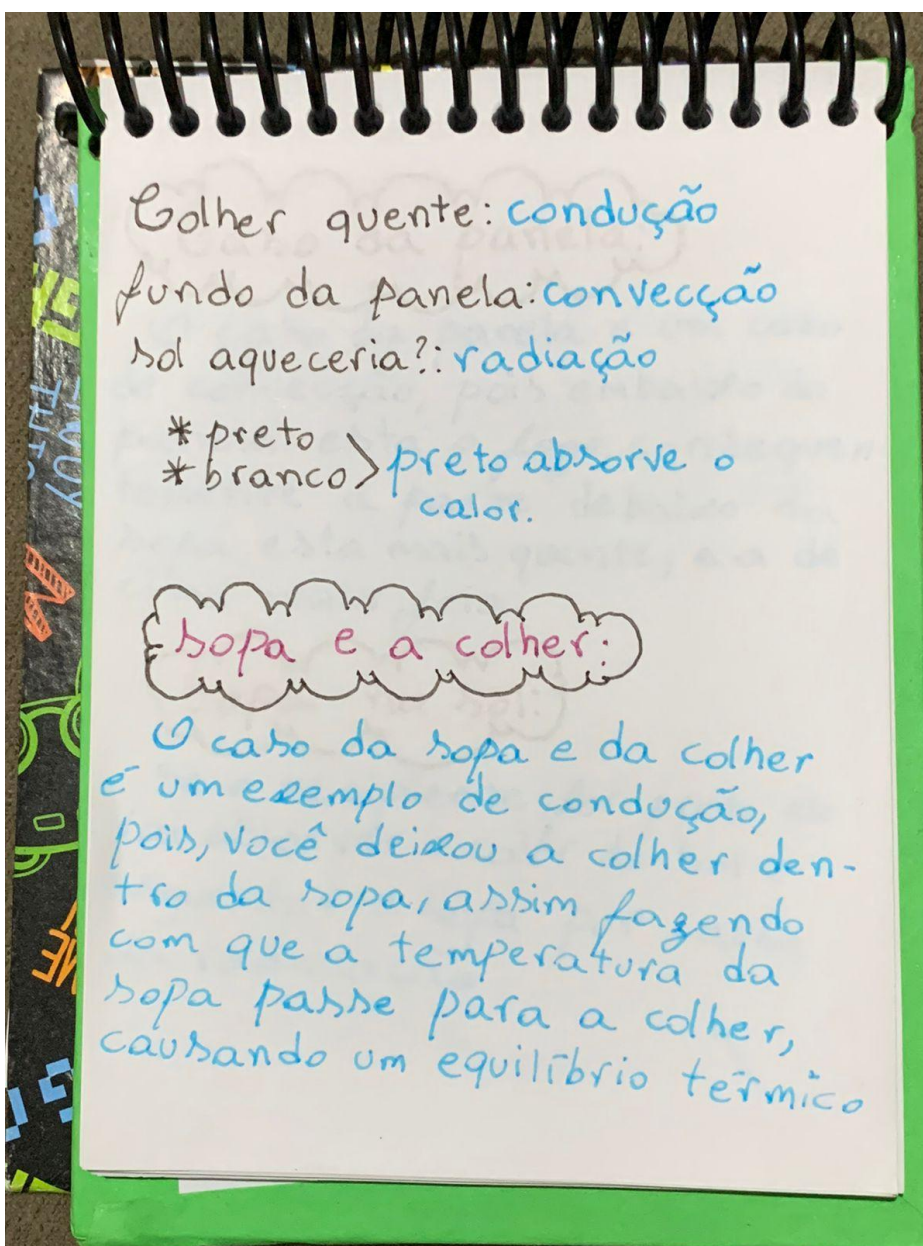 Colher quente: condução
fundo da panela: convecção
sol aqueceria?: radiação
* preto
* branco > preto absorve o
calor.
sopa e a colher:
O caso da sopa e da colher
é um exemplo de condução,
pois, você deixou a colher den-
tro da sopa, assim fazendo
com que a temperatura da
sopa passe para a colher,
causando um equilíbrio térmico